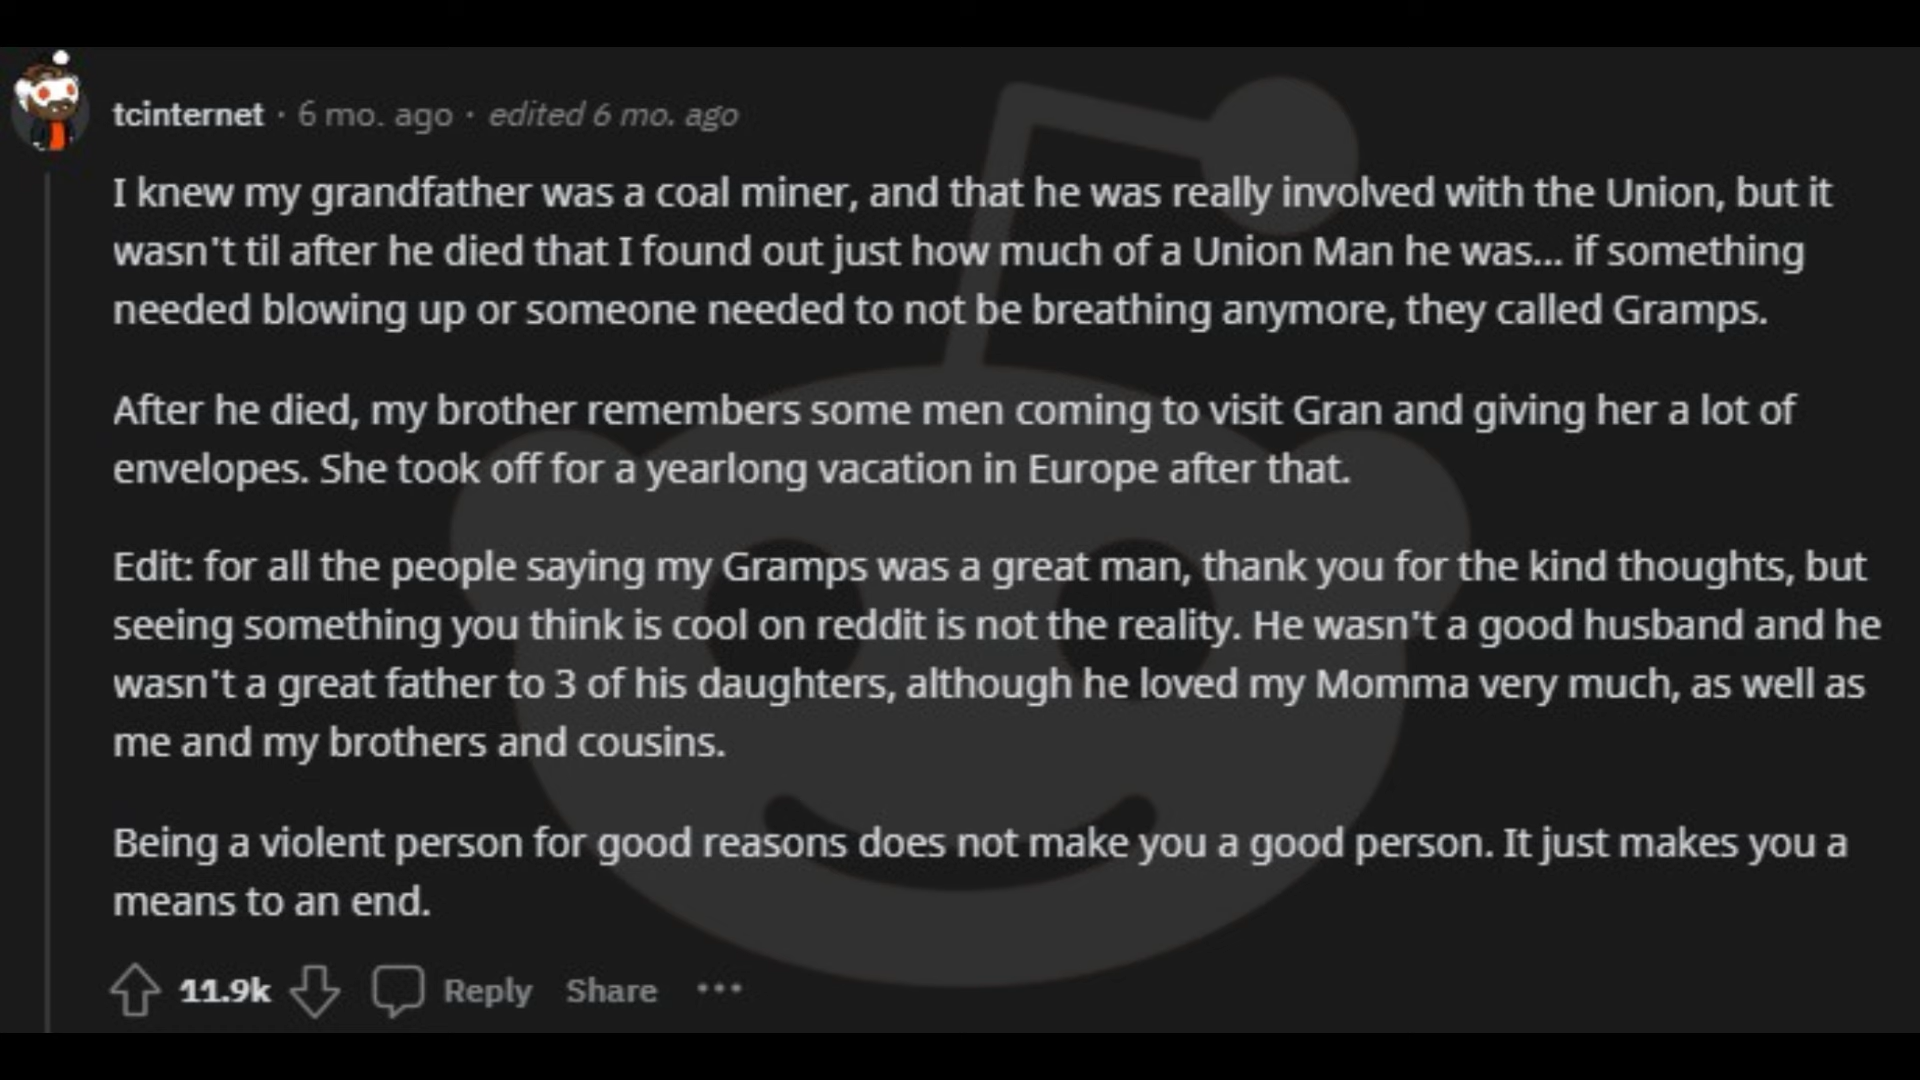 tcinternet · 6 mo. ago · edited 6 mo. ago
I knew my grandfather was a coal miner, and that he was really involved with the Union, but it
wasn't til after he died that I found out just how much of a Union Man he was... if something
needed blowing up or someone needed to not be breathing anymore, they called Gramps.
After he died, my brother remembers some men coming to visit Gran and giving her a lot of
envelopes. She took off for a yearlong vacation in Europe after that.
Edit: for all the people saying my Gramps was a great man, thank you for the kind thoughts, but
seeing something you think is cool on reddit is not the reality. He wasn't a good husband and he
wasn't a great father to 3 of his daughters, although he loved my Momma very much, as well as
me and my brothers and cousins.
Being a violent person for good reasons does not make you a good person. It just makes you a
means to an end.
11.9k Reply Share ···